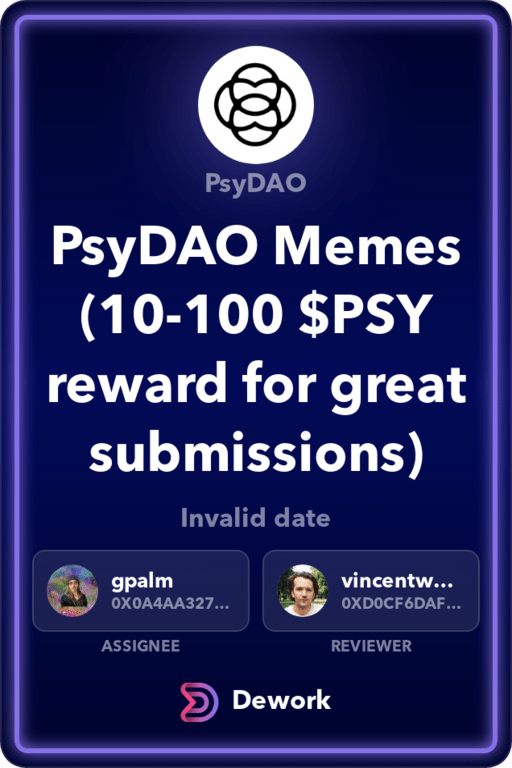 PsyDAO
PsyDAO Memes
(10-100 $PSY
reward for great
submissions)
Invalid date
gpalm
0X0A4AA327...
vincentw...
0XD0CF6DAF...
ASSIGNEE
REVIEWER
Dework